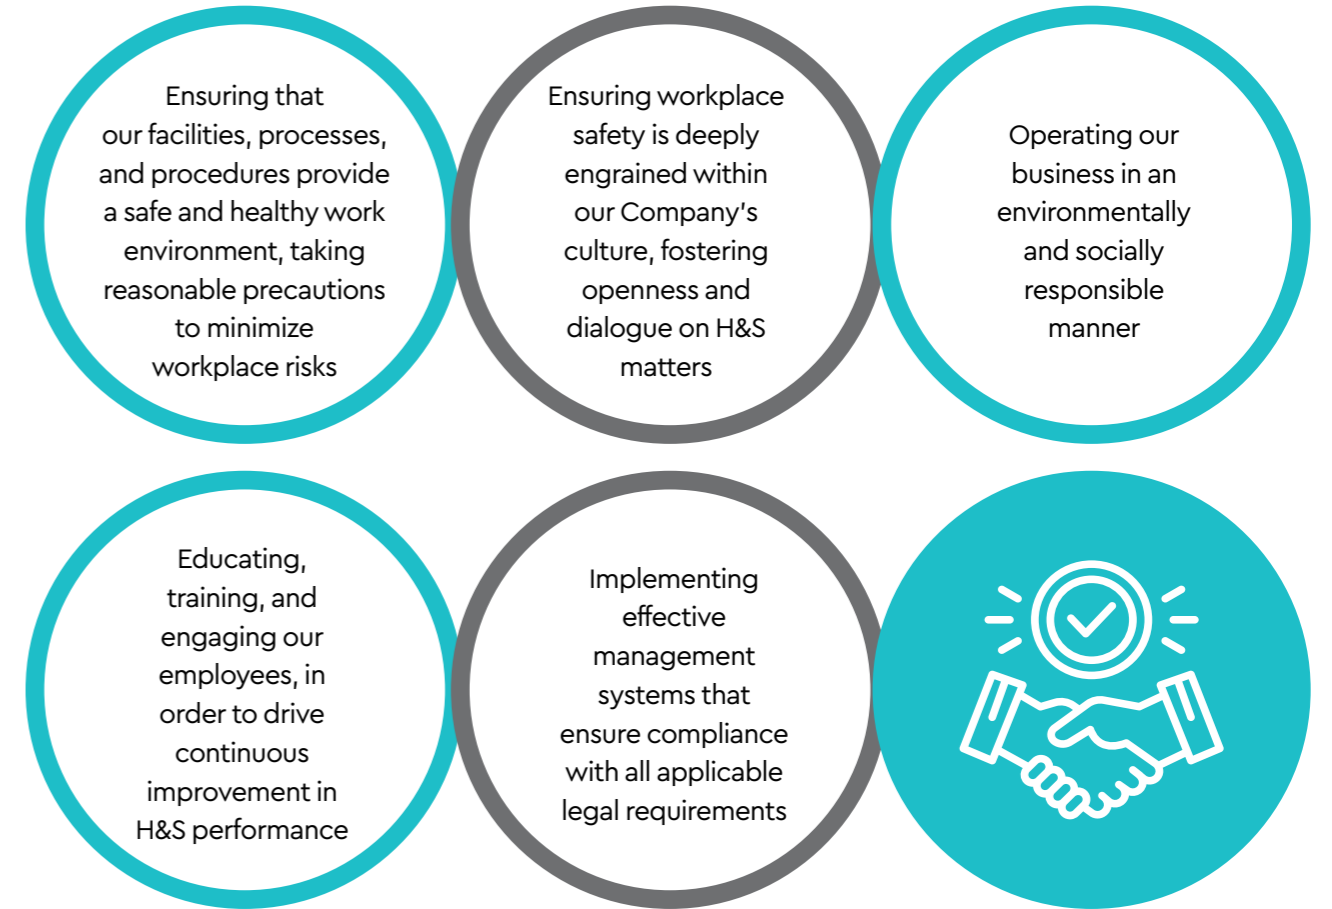 Ensuring that
our facilities, processes,
and procedures provide
a safe and healthy work
environment, taking
reasonable precautions
to minimize
workplace risks
Ensuring workplace
safety is deeply
engrained within
our Company's
culture, fostering
openness and
dialogue on H&S
matters
Operating our
business in an
environmentally
and socially
responsible
manner
Educating,
training, and
engaging our
employees, in
order to drive
continuous
improvement in
H&S performance
Implementing
effective
management
systems that
ensure compliance
with all applicable
legal requirements